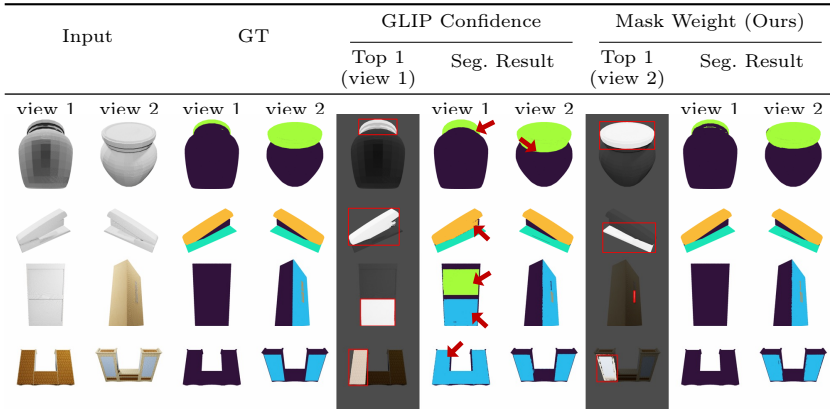 Input GT GLIP Confidence Mask Weight (Ours)
Top 1 (view 1) Seg. Result Top 1 (view 2) Seg. Result
view 1 view 2 view 1 view 2 view 1 view 2 view 1 view 2